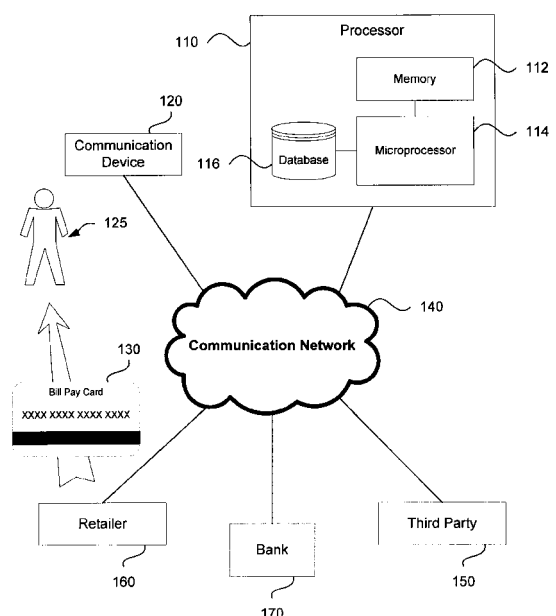 110
Processor
Memory
112
120
Communication
Device
116
Database
Microprocessor
114
125
140
Communication Network
130
Bill Pay Card
XXXX XXXX XXXX XXXX
Retailer
160
Bank
170
Third Party
150